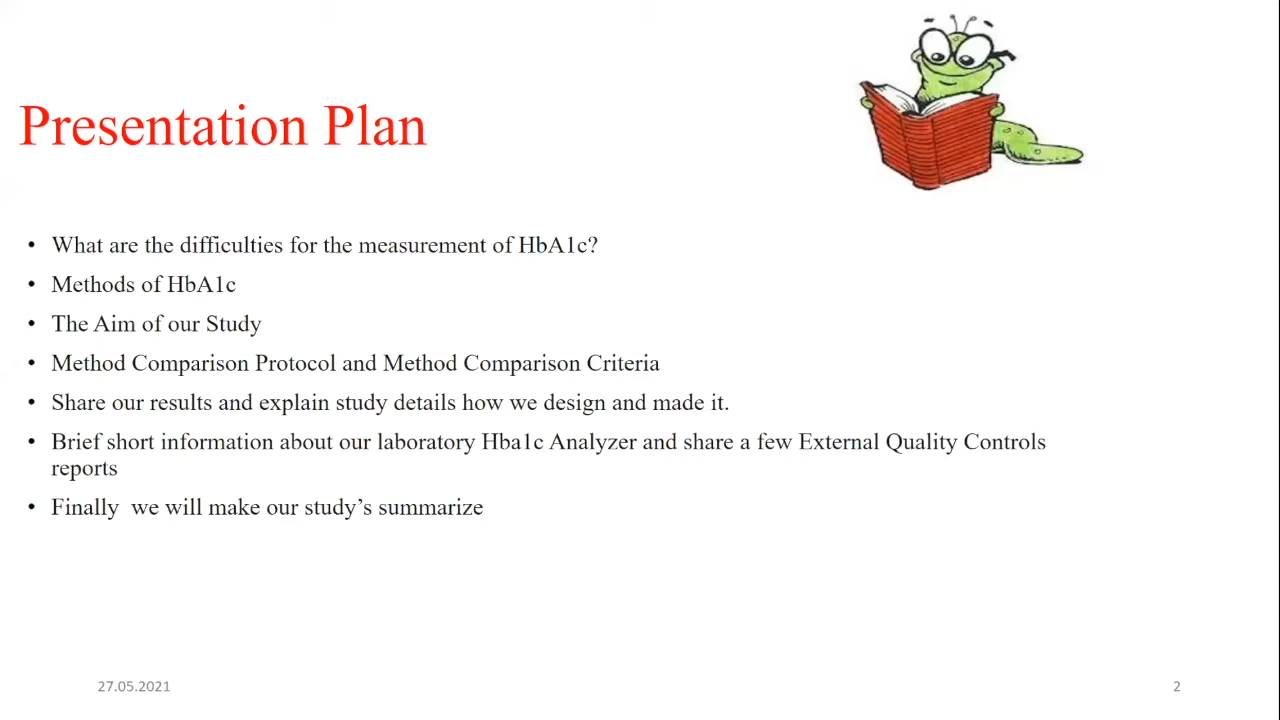 Presentation Plan
• What are the difficulties for the measurement of HbA1c?
• Methods of HbA1c
• The Aim of our Study
• Method Comparison Protocol and Method Comparison Criteria
• Share our results and explain study details how we design and made it.
• Brief short information about our laboratory Hba1c Analyzer and share a few External Quality Controls
reports
• Finally  we will make our study’s summarize
27.05.2021
2